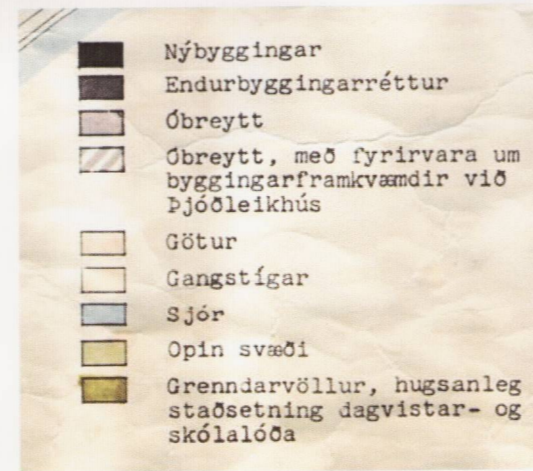 Nýbyggingar
Endurbyggingarréttur
Óbreytt
Óbreytt, með fyrirvara um
byggingarframkvæmdir við
Þjóðleikhús
Götur
Gangstígar
Sjór
Opin svæði
Grenndarvöllur, hugsanleg
staðsetning dagvistar- og
skólalóða